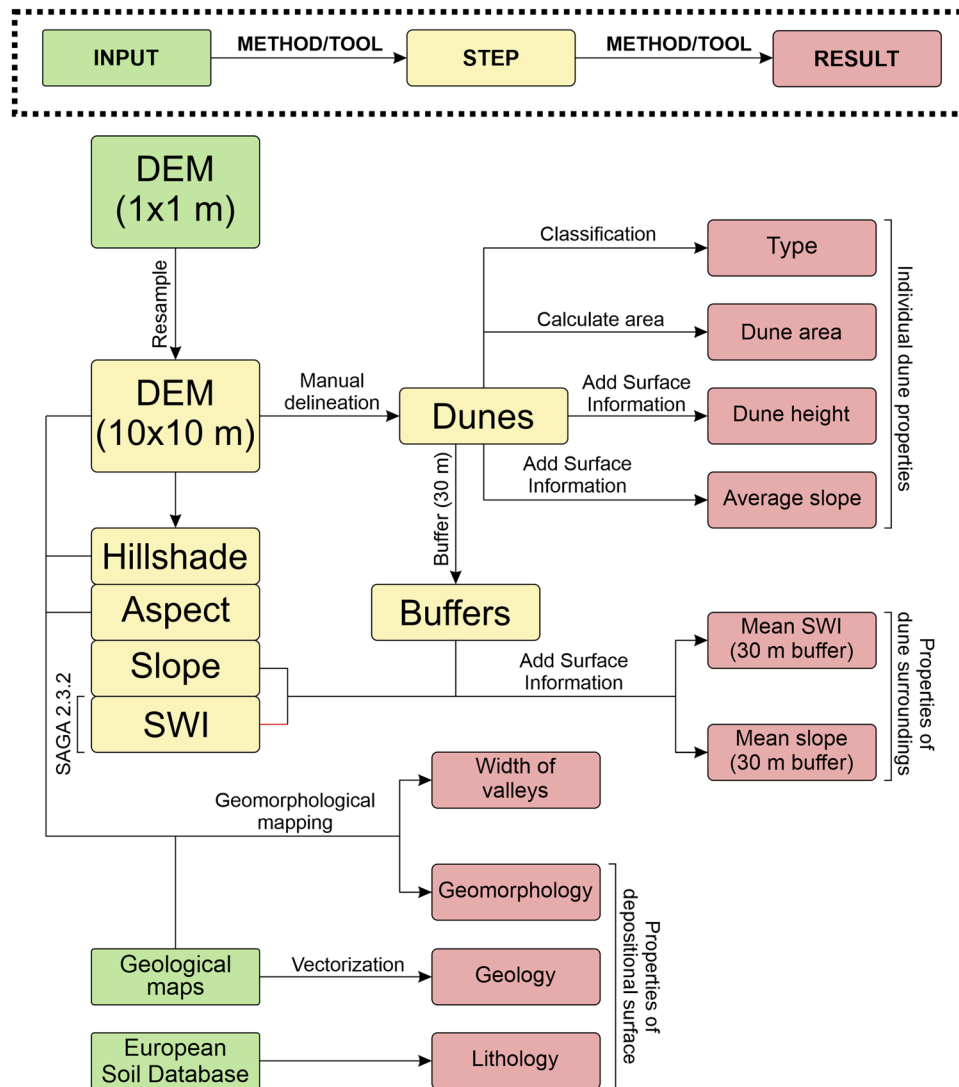 INPUT
METHOD/TOOL
STEP
METHOD/TOOL
RESULT
DEM
(1x1 m)
Resample
DEM
(10x10 m)
Manual
delineation
Dunes
Classification
Type
Calculate area
Dune area
Add Surface
Information
Dune height
Add Surface
Information
Average slope
Individual dune properties
Buffer (30 m)
Hillshade
Aspect
Slope
SWI
SAGA 2.3.2
Buffers
Add Surface
Information
Mean SWI
(30 m buffer)
Mean slope
(30 m buffer)
Properties of
dune surroundings
Geomorphological
mapping
Width of
valleys
Geomorphology
Geological
maps
Vectorization
Geology
European
Soil Database
Lithology
Properties of
depositional surface